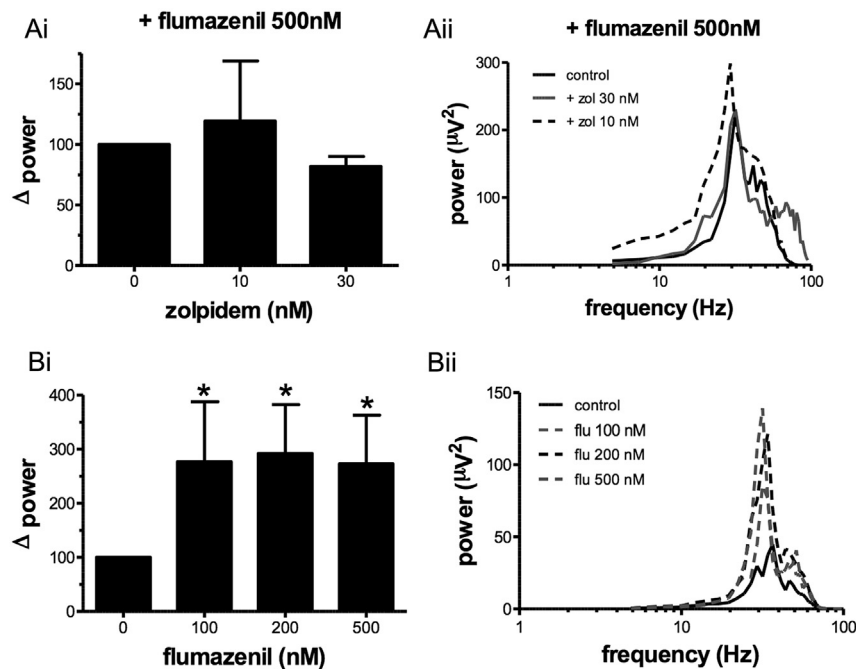 Ai
+ flumazenil 500nM
Δ power
150
100
50
0
0
10
30
zolpidem (nM)
Aii
+ flumazenil 500nM
power (μV²)
300
200
100
0
control
+ zol 30 nM
+ zol 10 nM
1
10
100
frequency (Hz)
Bi
Δ power
400
300
200
100
0
*
*
*
0
100
200
500
flumazenil (nM)
Bii
power (μV²)
150
100
50
0
control
flu 100 nM
flu 200 nM
flu 500 nM
1
10
100
frequency (Hz)